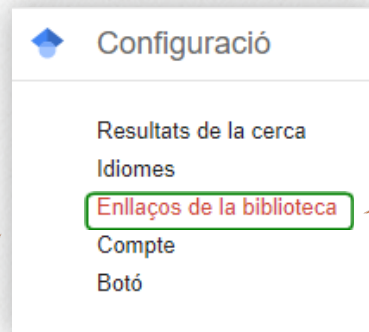 Configuració
Resultats de la cerca
Idiomes
Enllaços de la biblioteca
Compte
Botó